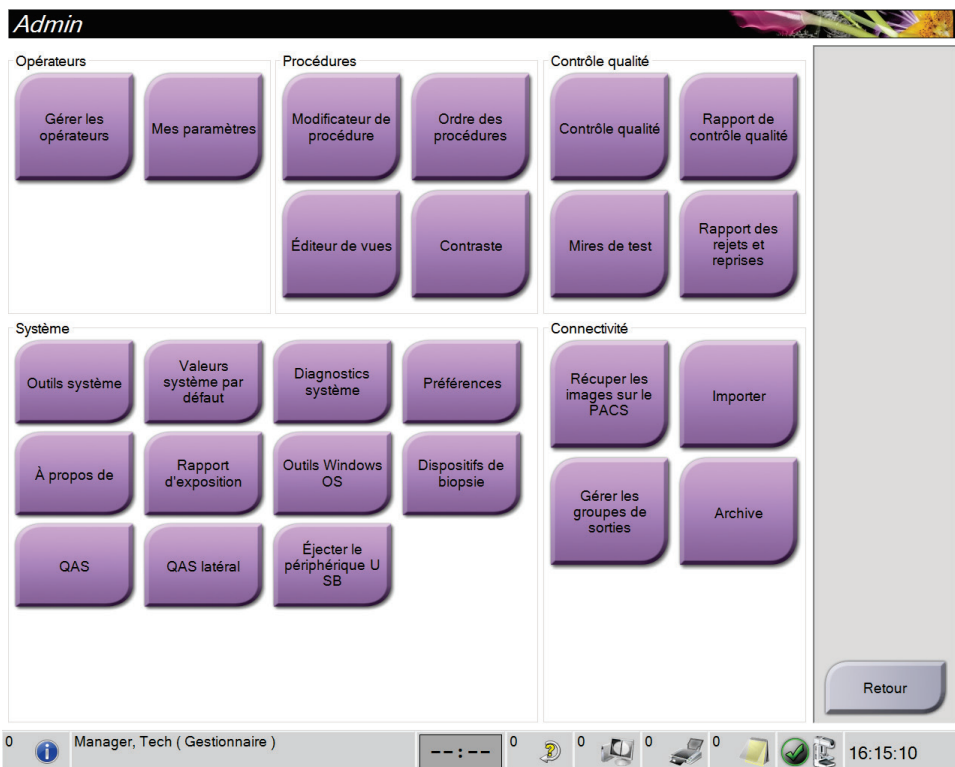 Admin
Opérateurs
Gérer les
opérateurs
Mes paramètres
Procédures
Modificateur de
procédure
Ordre des
procédures
Éditeur de vues
Contraste
Contrôle qualité
Contrôle qualité
Rapport de
contrôle qualité
Mires de test
Rapport des
rejets et
reprises
Système
Outils système
Valeurs
système par
défaut
Diagnostics
système
Préférences
À propos de
Rapport
d'exposition
Outils Windows
OS
Dispositifs de
biopsie
QAS
QAS latéral
Éjecter le
périphérique U
SB
Connectivité
Récuper les
images sur le
PACS
Importer
Gérer les
groupes de
sorties
Archive
Retour
0 Manager, Tech ( Gestionnaire ) --:-- 0 0 0 0 16:15:10